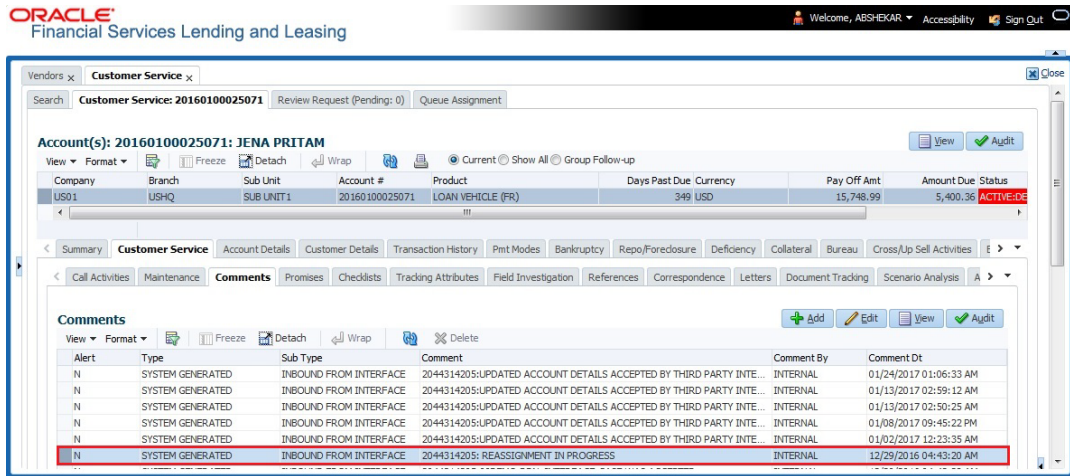 ORACLE
Financial Services Lending and Leasing
Welcome, ABSHEKAR Accessibility Sign Out
Vendors x Customer Service x Close
Search Customer Service: 20160100025071 Review Request (Pending: 0) Queue Assignment
Account(s): 20160100025071: JENA PRITAM View Audit
View Format Freeze Detach Wrap Current Show All Group Follow-up
Company Branch Sub Unit Account # Product Days Past Due Currency Pay Off Amt Amount Due Status
US01 USHQ SUB UNIT1 20160100025071 LOAN VEHICLE (FR) 349 USD 15,748.99 5,400.36 ACTIVE:DE
Summary Customer Service Account Details Customer Details Transaction History Pmt Modes Bankruptcy Repo/Foreclosure Deficiency Collateral Bureau Cross/Up Sell Activities
Call Activities Maintenance Comments Promises Checklists Tracking Attributes Field Investigation References Correspondence Letters Document Tracking Scenario Analysis A
Comments Add Edit View Audit
View Format Freeze Detach Wrap Delete
Alert Type Sub Type Comment Comment By Comment Dt
N SYSTEM GENERATED INBOUND FROM INTERFACE 2044314205:UPDATED ACCOUNT DETAILS ACCEPTED BY THIRD PARTY INTE... INTERNAL 01/24/2017 01:06:33 AM
N SYSTEM GENERATED INBOUND FROM INTERFACE 2044314205:UPDATED ACCOUNT DETAILS ACCEPTED BY THIRD PARTY INTE... INTERNAL 01/13/2017 02:59:12 AM
N SYSTEM GENERATED INBOUND FROM INTERFACE 2044314205:UPDATED ACCOUNT DETAILS ACCEPTED BY THIRD PARTY INTE... INTERNAL 01/13/2017 02:50:25 AM
N SYSTEM GENERATED INBOUND FROM INTERFACE 2044314205:UPDATED ACCOUNT DETAILS ACCEPTED BY THIRD PARTY INTE... INTERNAL 01/08/2017 09:45:22 PM
N SYSTEM GENERATED INBOUND FROM INTERFACE 2044314205:UPDATED ACCOUNT DETAILS ACCEPTED BY THIRD PARTY INTE... INTERNAL 01/02/2017 12:23:35 AM
N SYSTEM GENERATED INBOUND FROM INTERFACE 2044314205: REASSIGNMENT IN PROGRESS INTERNAL 12/29/2016 04:43:20 AM